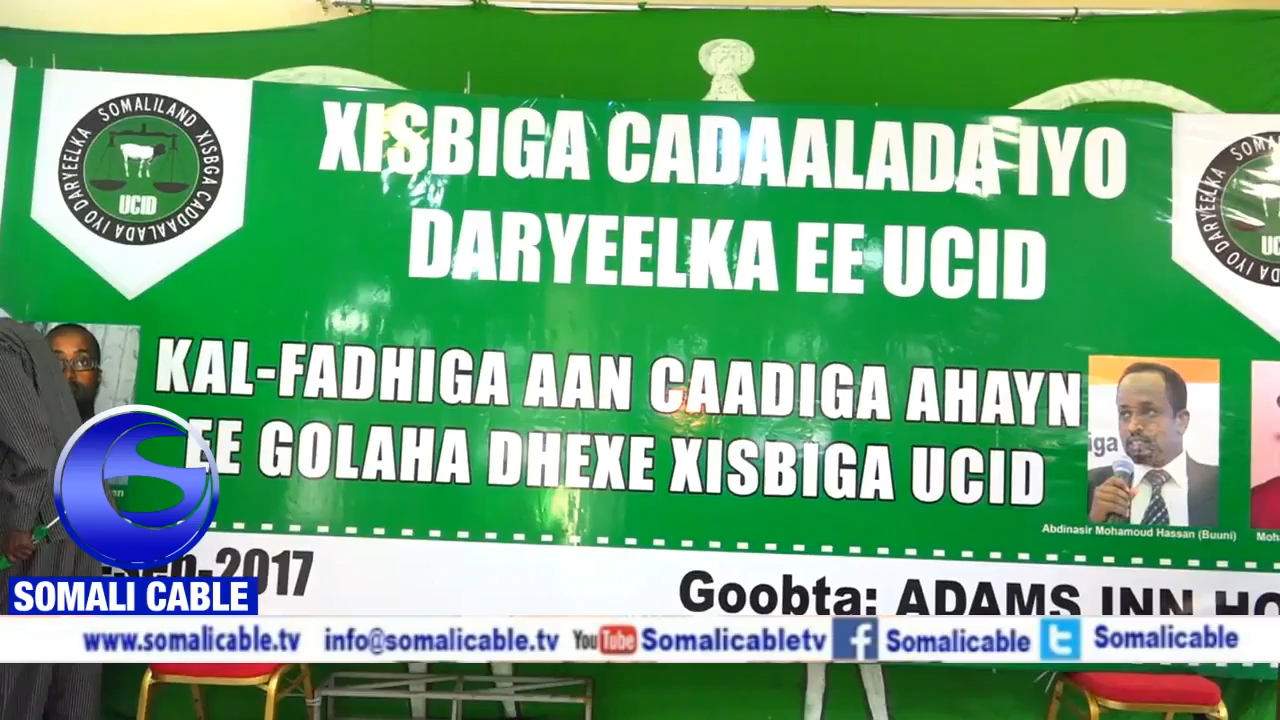 SOMALILAND XISBGA CADDAALADA IYO DARYEELKA
UCID
XISBIGA CADAALADA IYO
DARYEELKA EE UCID
KAL-FADHIGA AAN CAADIGA AHAYN
EE GOLAHA DHEXE XISBIGA UCID
Abdinasir Mohamoud Hassan (Buuni)
-2017
Goobta: ADAMS INN
SOMALI CABLE
www.somalicable.tv info@somalicable.tv YouTube Somalicabletv f Somalicable t Somalicable